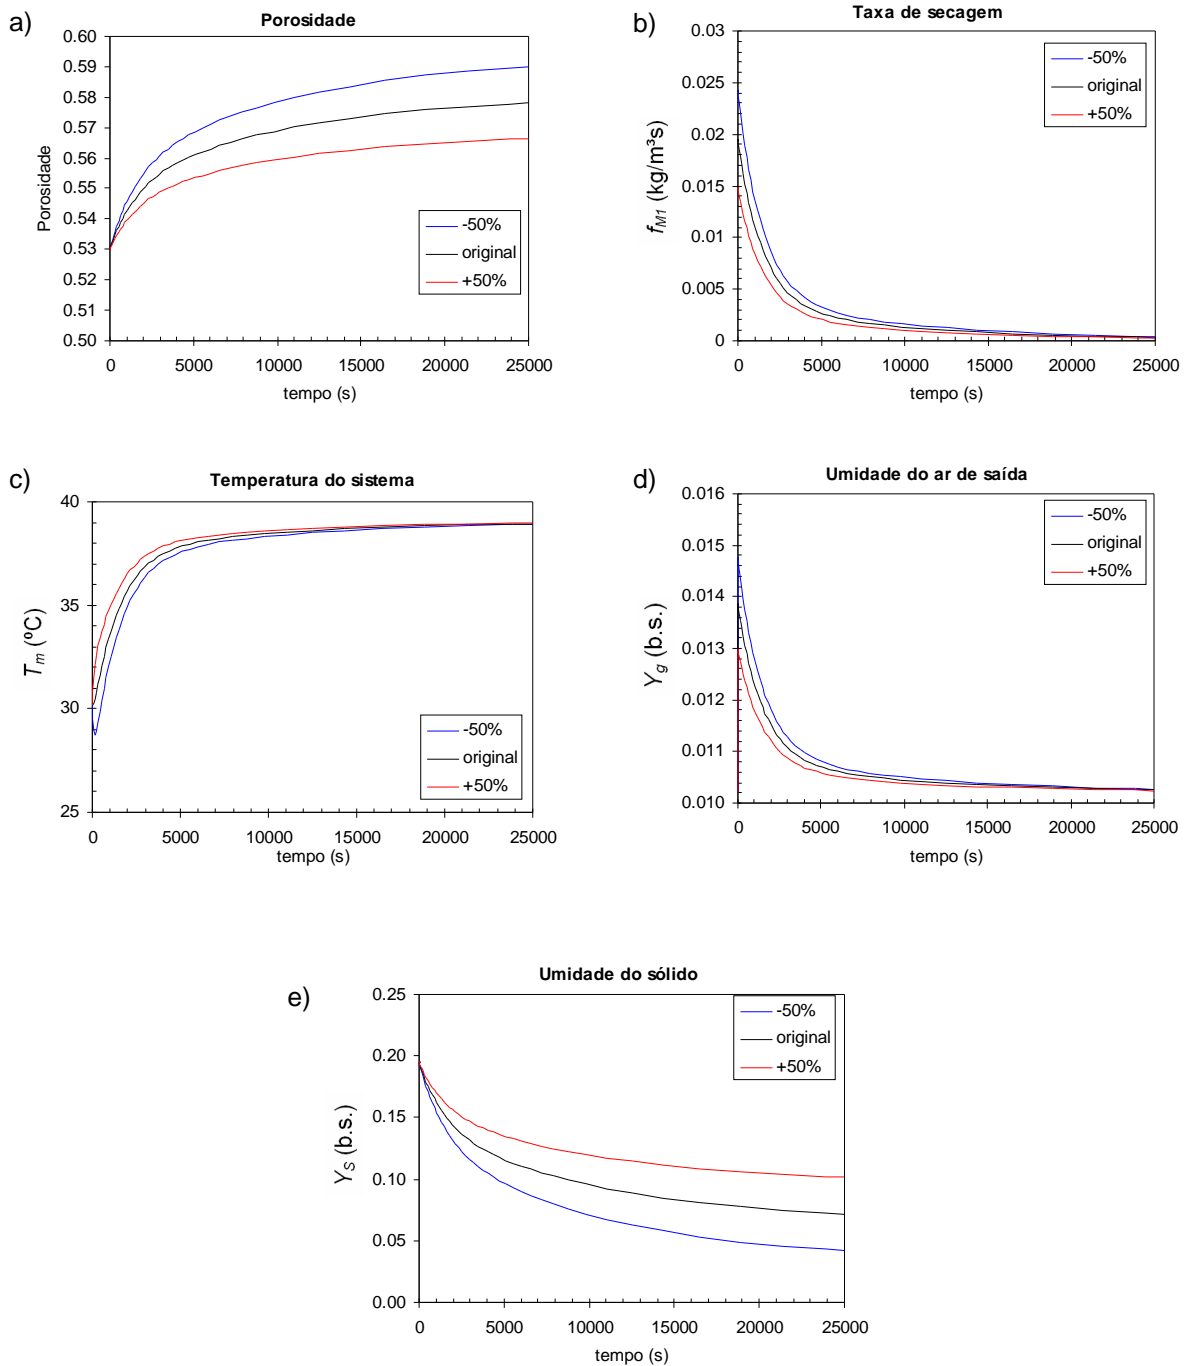 a)
Porosidade
0.60
0.59
0.58
0.57
0.56
0.55
0.54
0.53
0.52
0.51
0.50
Porosidade
-50%
original
+50%
0 5000 10000 15000 20000 25000
tempo (s)
b)
Taxa de secagem
0.03
0.025
0.02
0.015
0.01
0.005
0
f_M1 (kg/m³s)
-50%
original
+50%
0 5000 10000 15000 20000 25000
tempo (s)
c)
Temperatura do sistema
40
35
30
25
T_m (ºC)
-50%
original
+50%
0 5000 10000 15000 20000 25000
tempo (s)
d)
Umidade do ar de saída
0.016
0.015
0.014
0.013
0.012
0.011
0.010
Y_g (b.s.)
-50%
original
+50%
0 5000 10000 15000 20000 25000
tempo (s)
e)
Umidade do sólido
0.25
0.20
0.15
0.10
0.05
0.00
Y_S (b.s.)
-50%
original
+50%
0 5000 10000 15000 20000 25000
tempo (s)